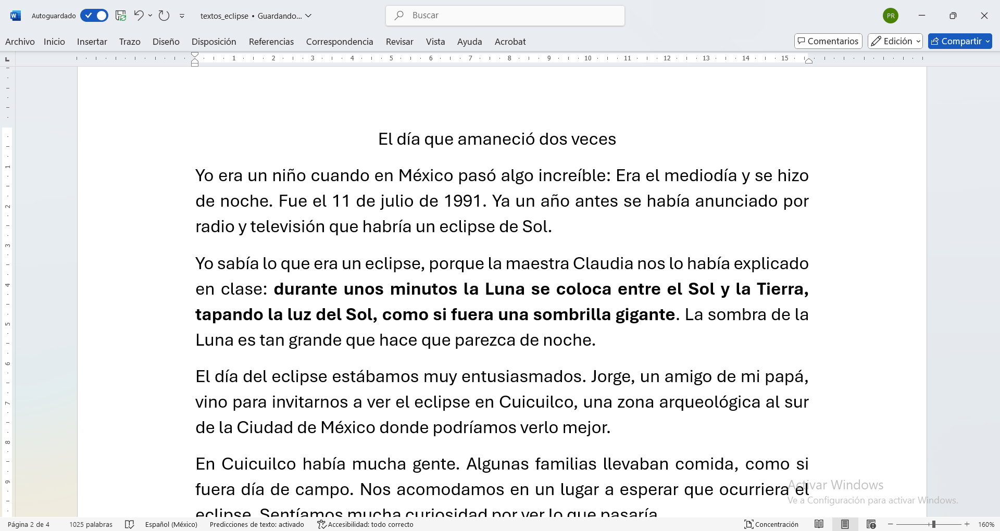 Autoguardado textos_eclipse • Guardando... Buscar PR
Archivo Inicio Insertar Trazo Diseño Disposición Referencias Correspondencia Revisar Vista Ayuda Acrobat Comentarios Edición Compartir
1 2 3 4 5 6 7 8 9 10 11 12 13 14 15
El día que amaneció dos veces
Yo era un niño cuando en México pasó algo increíble: Era el mediodía y se hizo
de noche. Fue el 11 de julio de 1991. Ya un año antes se había anunciado por
radio y televisión que habría un eclipse de Sol.
Yo sabía lo que era un eclipse, porque la maestra Claudia nos lo había explicado
en clase: durante unos minutos la Luna se coloca entre el Sol y la Tierra,
tapando la luz del Sol, como si fuera una sombrilla gigante. La sombra de la
Luna es tan grande que hace que parezca de noche.
El día del eclipse estábamos muy entusiasmados. Jorge, un amigo de mi papá,
vino para invitarnos a ver el eclipse en Cuicuilco, una zona arqueológica al sur
de la Ciudad de México donde podríamos verlo mejor.
En Cuicuilco había mucha gente. Algunas familias llevaban comida, como si
fuera día de campo. Nos acomodamos en un lugar a esperar que ocurriera el
eclipse. Sentíamos mucha curiosidad por ver lo que pasaría.
1
2
3
4
5
6
7
8
9
Activar Windows
Ve a Configuración para activar Windows.
Página 2 de 4 1025 palabras Español (México) Predicciones de texto: activado Accesibilidad: todo correcto Concentración 160%